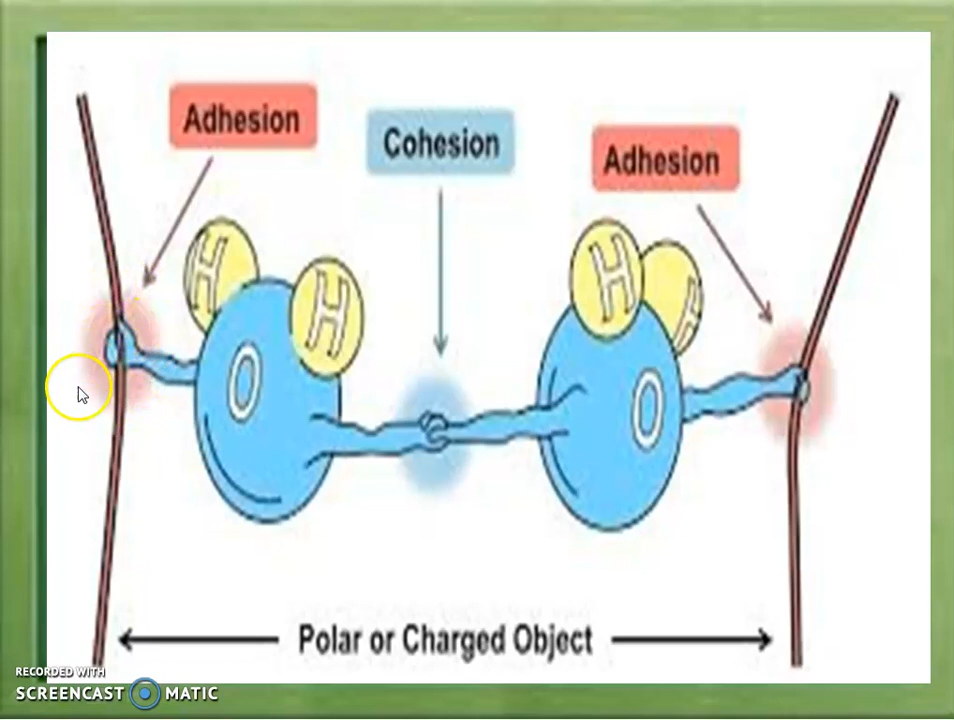 Adhesion
Cohesion
Adhesion
H
H
H
H
O
O
Polar or Charged Object
RECORDED WITH
SCREENCAST MATIC